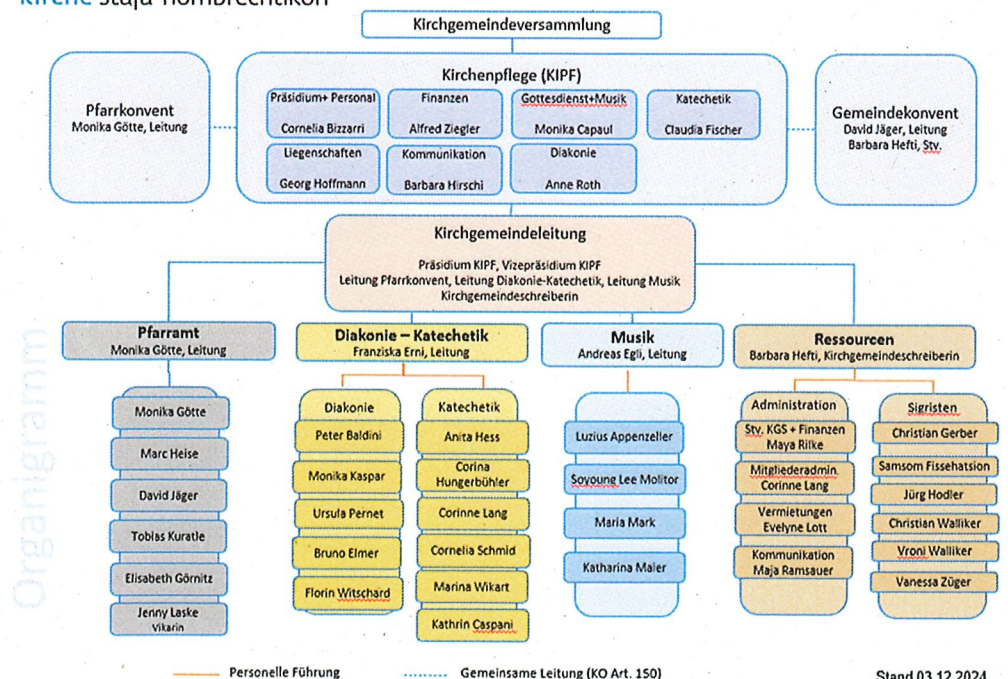 kirche stäfa hombrechtikon
Kirchgemeindeversammlung
Pfarrkonvent
Monika Götte, Leitung
Kirchenpflege (KIPF)
Präsidium+ Personal
Cornelia Bizzarri
Finanzen
Alfred Ziegler
Gottesdienst+Musik
Monika Capaul
Katechetik
Claudia Fischer
Liegenschaften
Georg Hoffmann
Kommunikation
Barbara Hirschi
Diakonie
Anne Roth
Gemeindekonvent
David Jäger, Leitung
Barbara Hefti, Stv.
Kirchgemeindeleitung
Präsidium KIPF, Vizepräsidium KIPF
Leitung Pfarrkonvent, Leitung Diakonie-Katechetik, Leitung Musik
Kirchgemeindeschreiberin
Pfarramt
Monika Götte, Leitung
Monika Götte
Marc Heise
David Jäger
Tobias Kuratle
Elisabeth Görnitz
Jenny Laske
Vikarin
Diakonie – Katechetik
Franziska Erni, Leitung
Diakonie
Peter Baldini
Monika Kaspar
Ursula Pernet
Bruno Elmer
Florin Witschard
Katechetik
Anita Hess
Corina
Hungerbühler
Corinne Lang
Cornelia Schmid
Marina Wikart
Kathrin Caspani
Musik
Andreas Egli, Leitung
Luzius Appenzeller
Soyoung Lee Molitor
Maria Mark
Katharina Maier
Ressourcen
Barbara Hefti, Kirchgemeindeschreiberin
Administration
Stv. KGS + Finanzen
Maya Rilke
Mitgliederadmin.
Corinne Lang
Vermietungen
Evelyne Lott
Kommunikation
Maja Ramsauer
Sigristen
Christian Gerber
Samsom Fissehatsion
Jürg Hodler
Christian Walliker
Vroni Walliker
Vanessa Züger
Organigramm
Personelle Führung
Gemeinsame Leitung (KO Art. 150)
Stand 03.12.2024